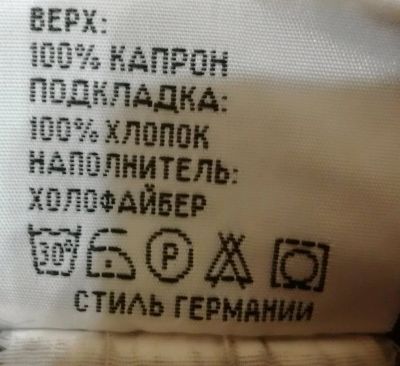 ВЕРХ:
100% КАПРОН
ПОДКЛАДКА:
100% ХЛОПОК
НАПОЛНИТЕЛЬ:
ХОЛОФАЙБЕР
30° P
СТИЛЬ ГЕРМАНИИ